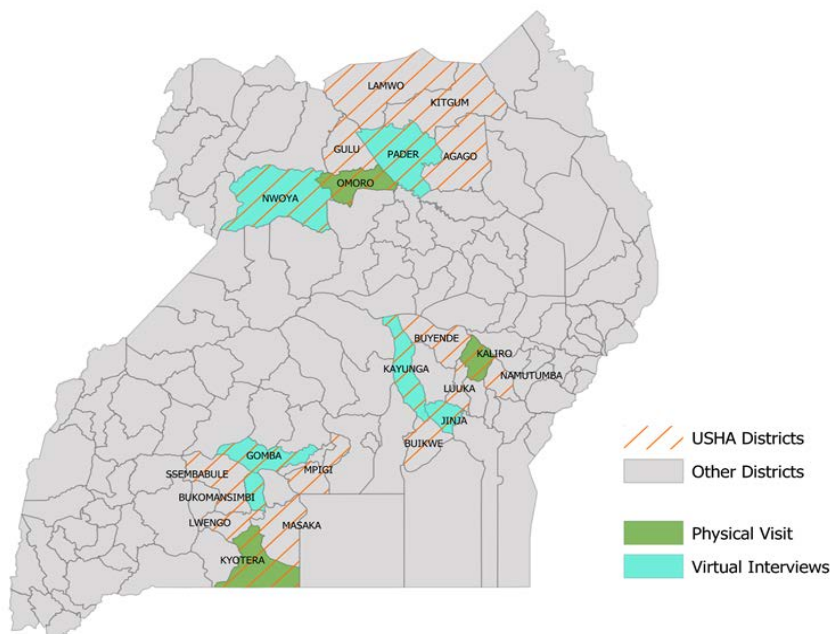 LAMWO
KITGUM
GULU
PADER
AGAGO
OMORO
NWOYA
BUYENDE
KALIRO
KAYUNGA
NAMUTUMBA
LUUKA
JINJA
BUIKWE
GOMBA
SSEMBABULE
MPIGI
BUKOMANSIMBI
LWENGO
MASAKA
KYOTERA
USHA Districts
Other Districts
Physical Visit
Virtual Interviews